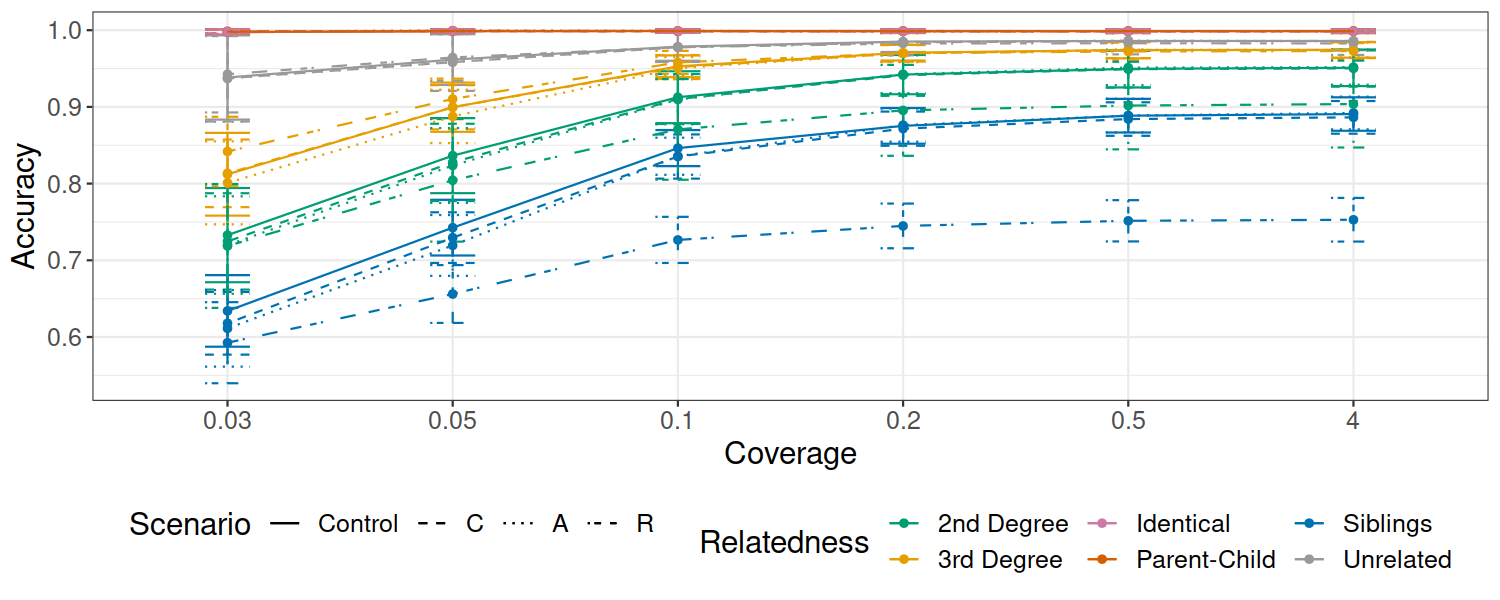 1.0
0.9
0.8
0.7
0.6
Accuracy
0.03 0.05 0.1 0.2 0.5 4
Coverage
Scenario Control C A R
Relatedness
2nd Degree Identical Siblings
3rd Degree Parent-Child Unrelated